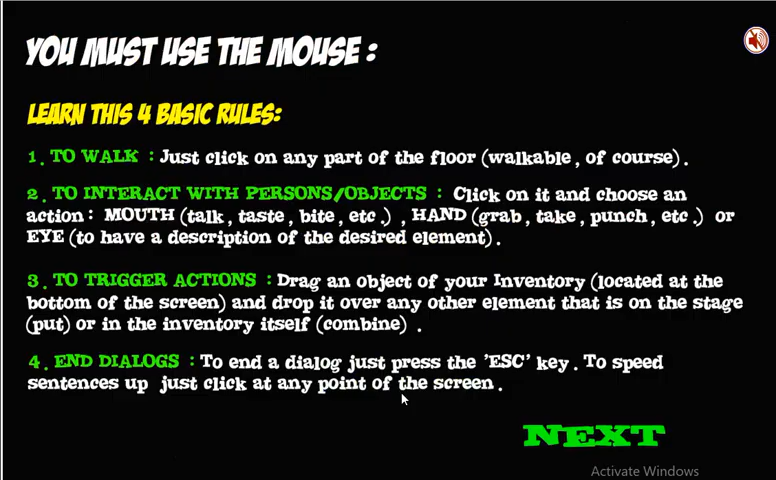 YOU MUST USE THE MOUSE :
LEARN THIS 4 BASIC RULES:
1. TO WALK : Just click on any part of the floor (walkable, of course).
2. TO INTERACT WITH PERSONS/OBJECTS : Click on it and choose an
action: MOUTH (talk, taste, bite, etc.), HAND (grab, take, punch, etc.) or
EYE (to have a description of the desired element).
3. TO TRIGGER ACTIONS : Drag an object of your Inventory (located at the
bottom of the screen) and drop it over any other element that is on the stage
(put) or in the inventory itself (combine) .
4. END DIALOGS : To end a dialog just press the 'ESC' key. To speed
sentences up just click at any point of the screen.
NEXT
Activate Windows